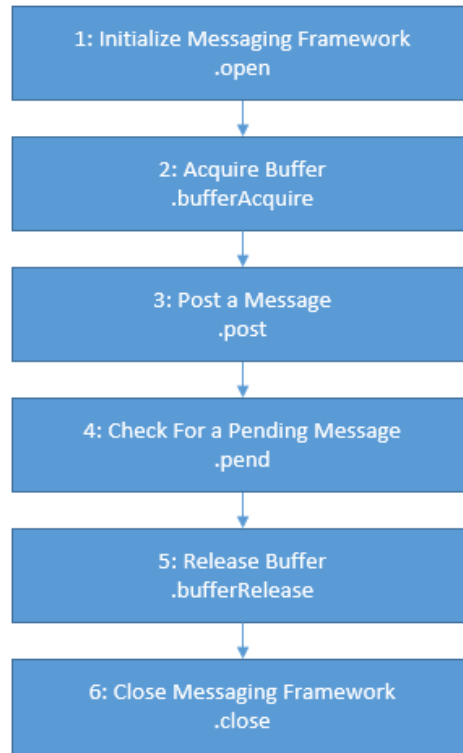 1: Initialize Messaging Framework
.open
2: Acquire Buffer
.bufferAcquire
3: Post a Message
.post
4: Check For a Pending Message
.pend
5: Release Buffer
.bufferRelease
6: Close Messaging Framework
.close